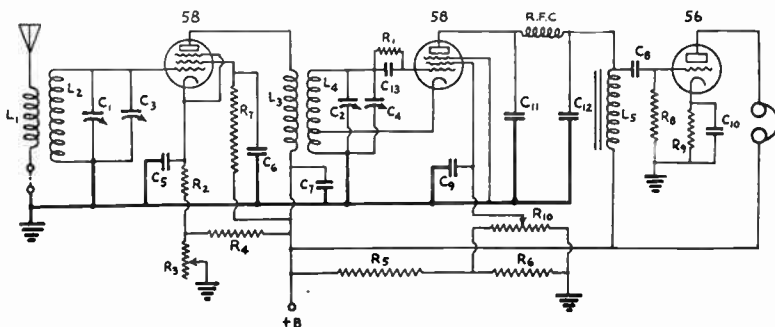 58 58 R.F.C 56
R₁
L₁ L₂ C₁ C₃ R₇ L₃ L₄ C₁₃ C₂ C₄ C₁₁ C₁₂ L₅ C₈ R₈ R₉ C₁₀
C₅ R₂ C₆ C₇ C₉
R₃ R₄ R₅ R₁₀ R₆
+B